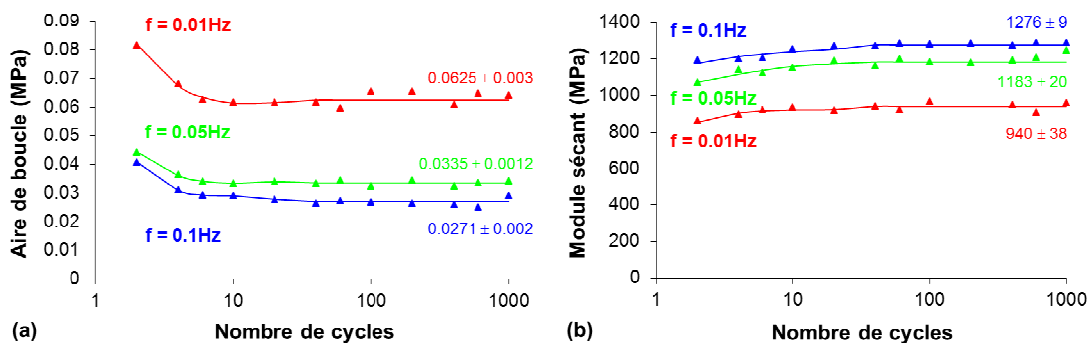 Aire de boucle (MPa)
0.09
0.08
0.07
0.06
0.05
0.04
0.03
0.02
0.01
0
f = 0.01Hz
0.0625 ± 0.003
f = 0.05Hz
0.0335 ± 0.0012
f = 0.1Hz
0.0271 ± 0.002
1
10
100
1000
(a)
Nombre de cycles
Module sécant (MPa)
1400
1200
1000
800
600
400
200
0
f = 0.1Hz
1276 ± 9
f = 0.05Hz
1183 ± 20
f = 0.01Hz
940 ± 38
1
10
100
1000
(b)
Nombre de cycles